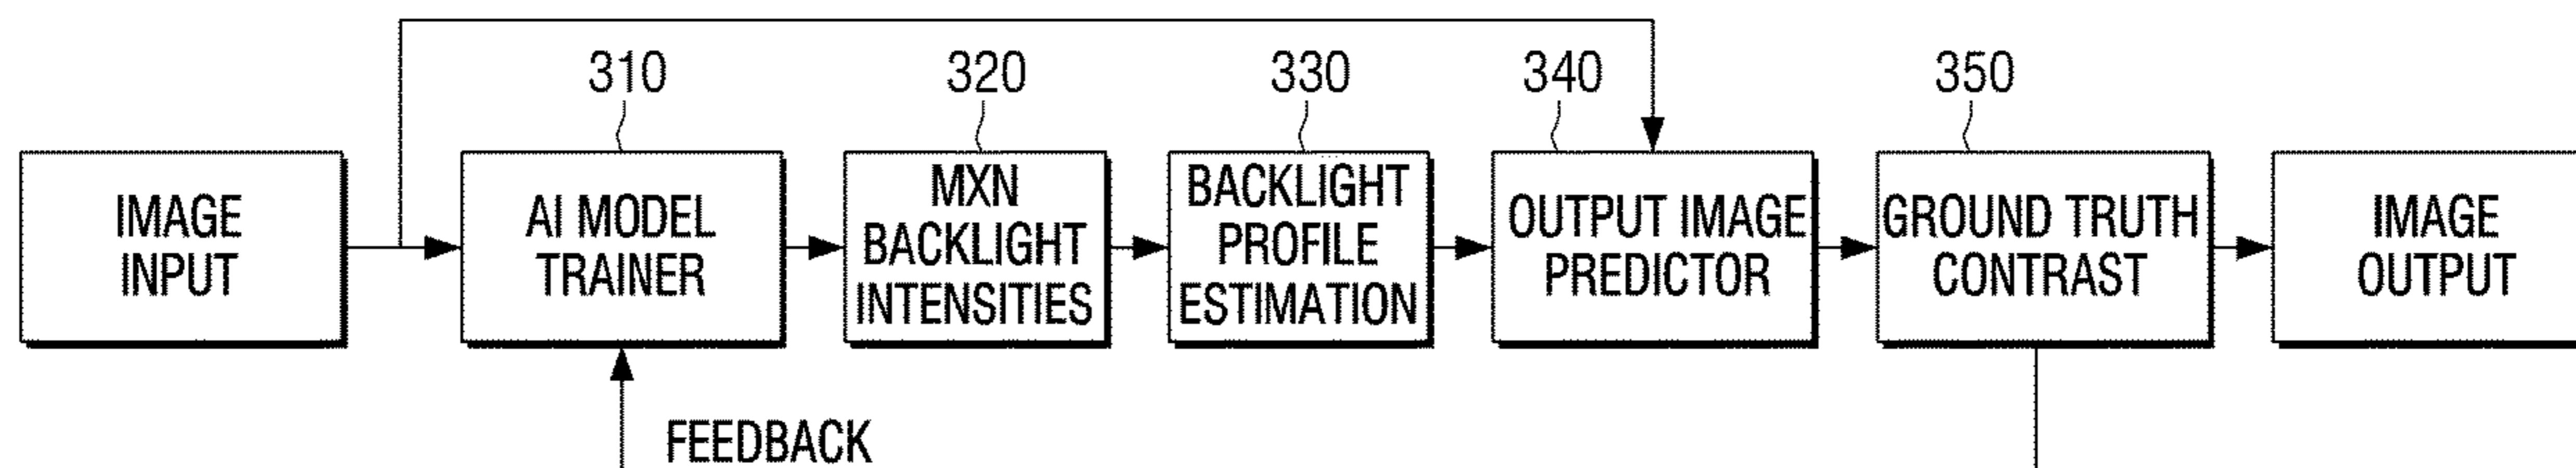 310
320
330
340
350
IMAGE
INPUT
AI MODEL
TRAINER
MXN
BACKLIGHT
INTENSITIES
BACKLIGHT
PROFILE
ESTIMATION
OUTPUT IMAGE
PREDICTOR
GROUND TRUTH
CONTRAST
IMAGE
OUTPUT
FEEDBACK